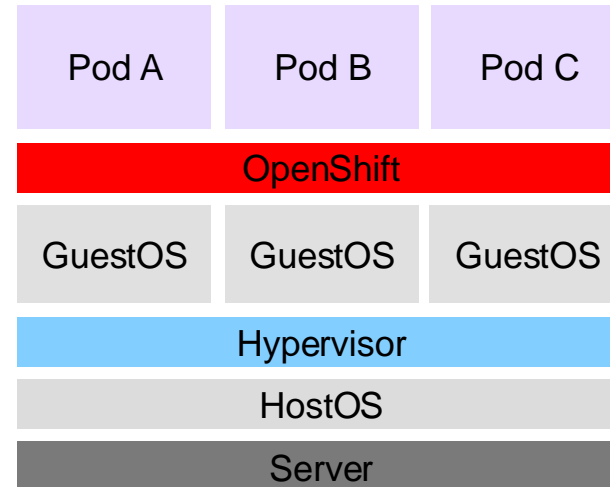 Pod A
Pod B
Pod C
OpenShift
GuestOS
GuestOS
GuestOS
Hypervisor
HostOS
Server